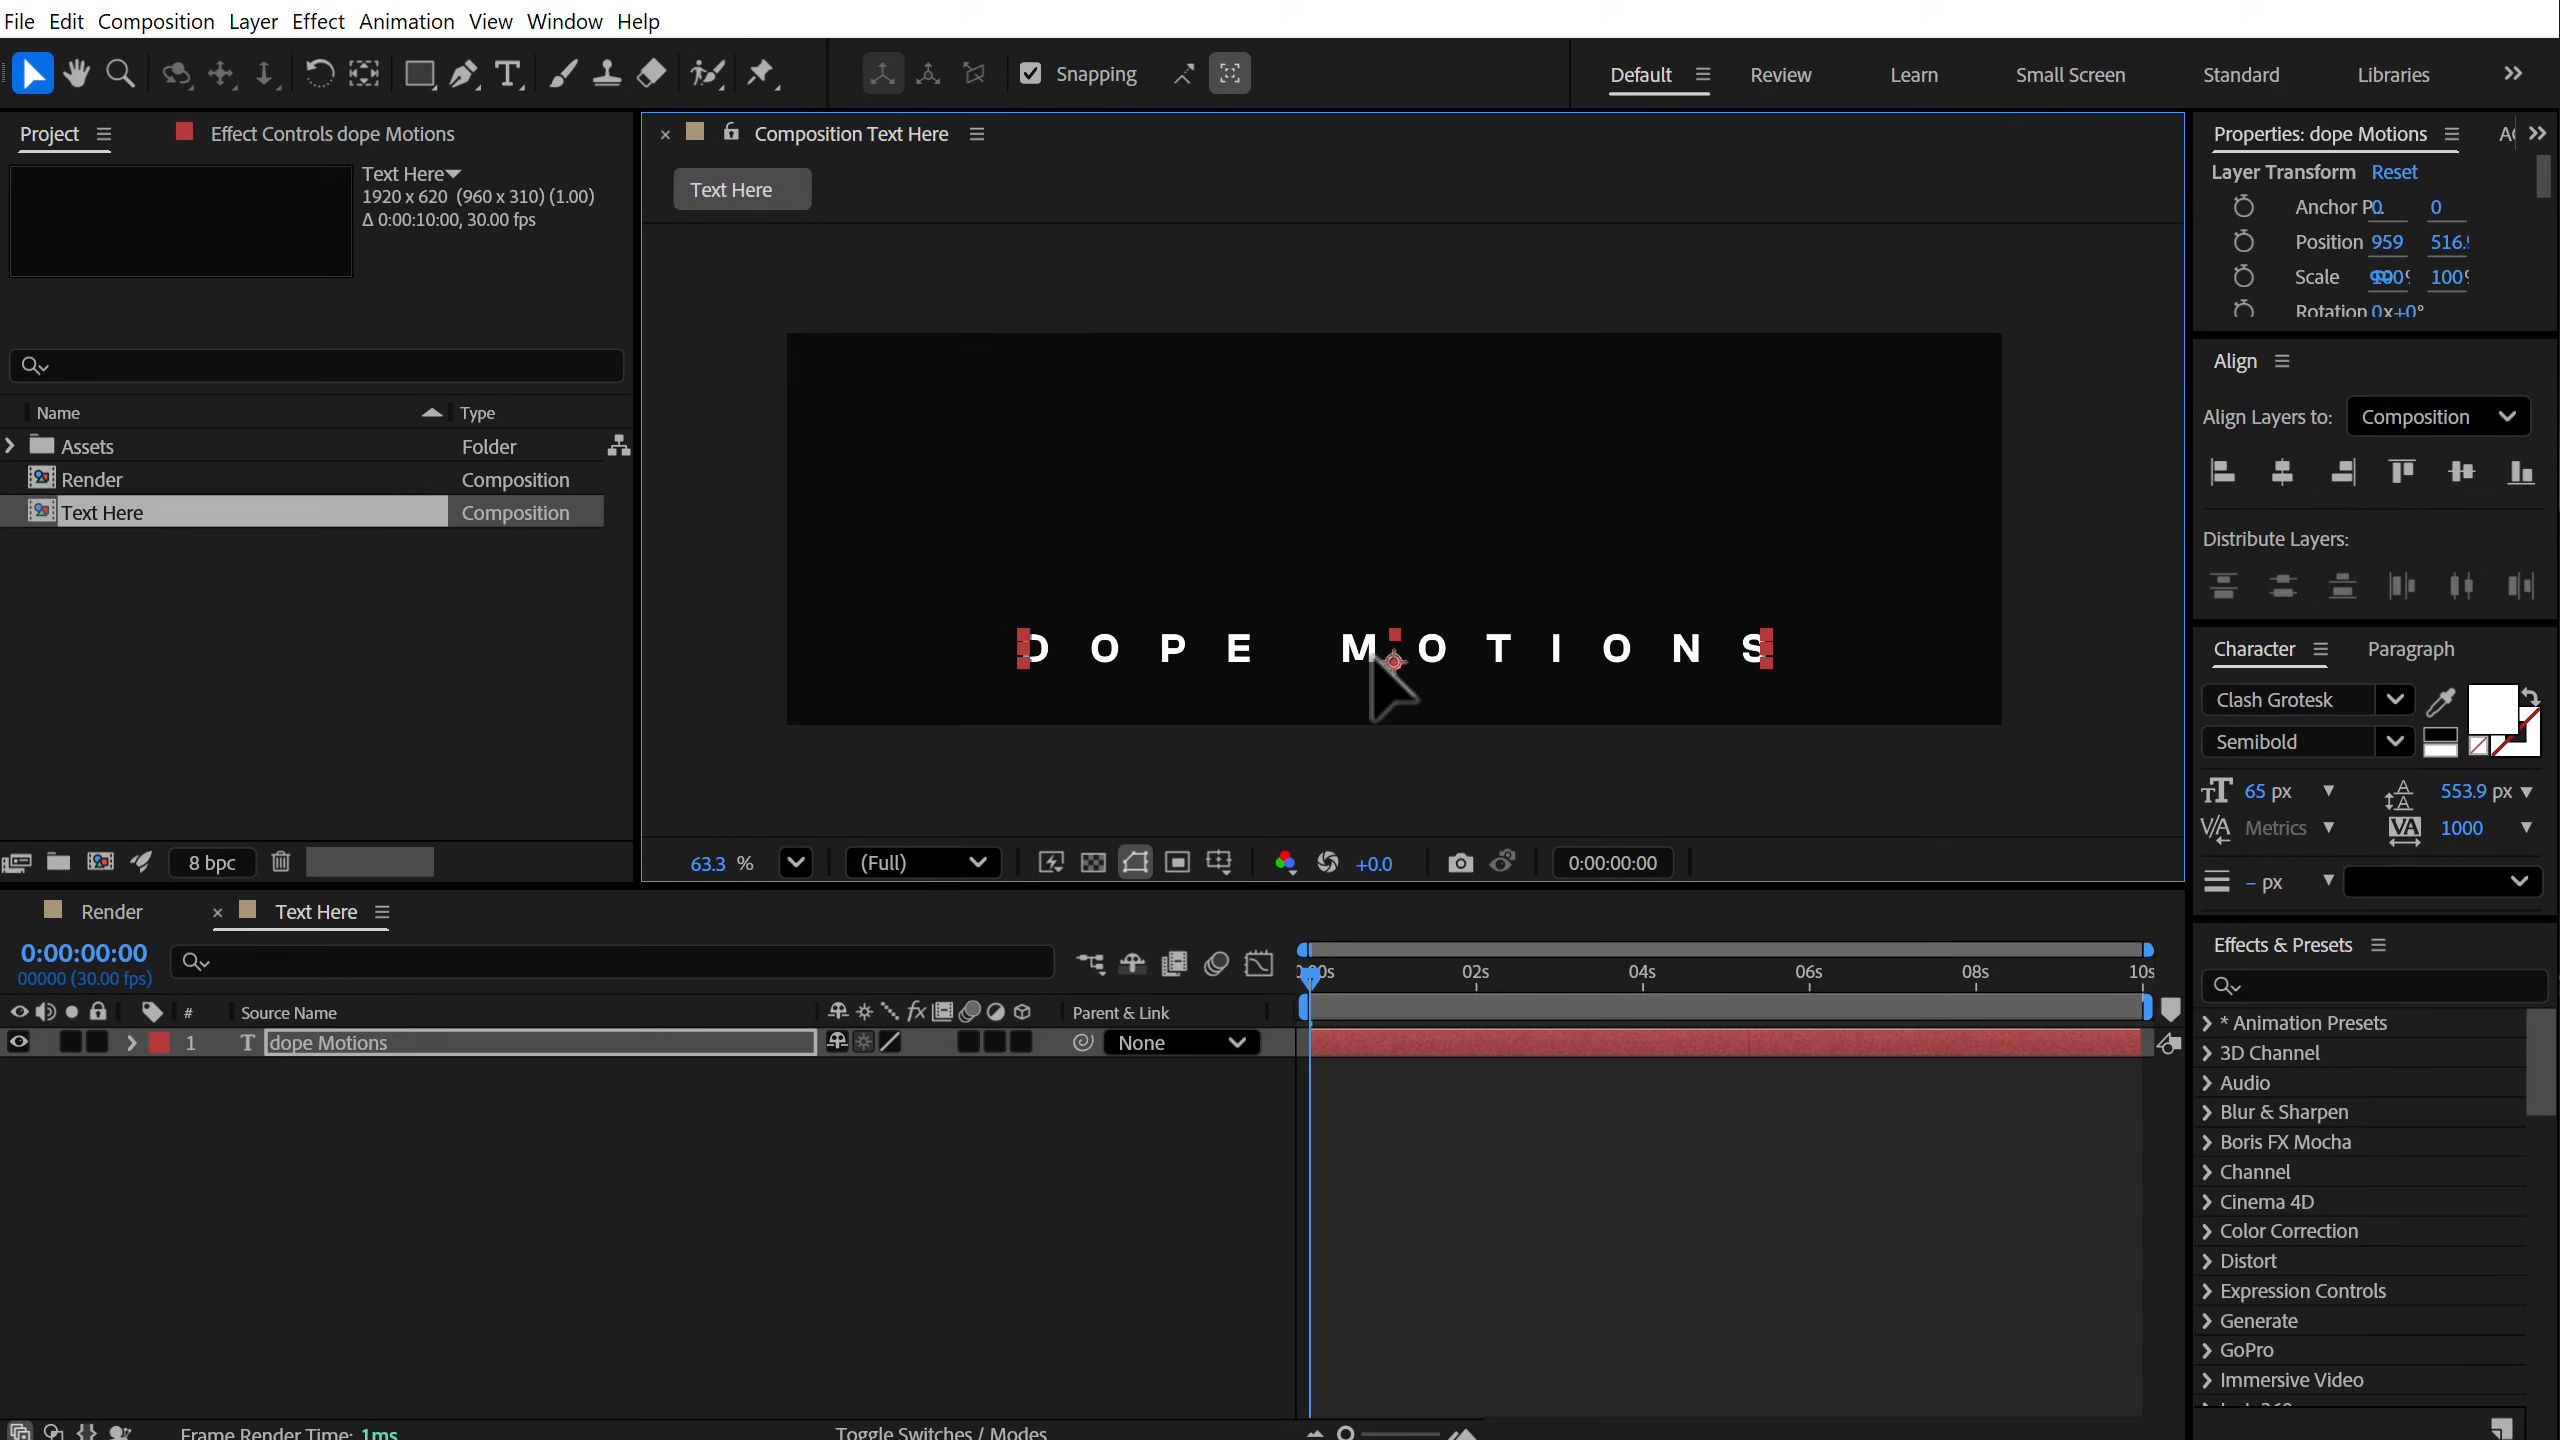 File Edit Composition Layer Effect Animation View Window Help
Snapping
Default Review Learn Small Screen Standard Libraries
Project Effect Controls dope Motions
Text Here
1920 x 620 (960 x 310) (1.00)
Δ 0:00:10:00, 30.00 fps
Name Type
Assets Folder
Render Composition
Text Here Composition
8 bpc
Composition Text Here
Text Here
DOPE MOTIONS
63.3 % (Full) +0.0 0:00:00:00
Properties: dope Motions
Layer Transform Reset
Anchor P. 0 0
Position 959
Scale 100
Rotation 0x+0°
Align
Align Layers to: Composition
Distribute Layers:
Character Paragraph
Clash Grotesk
Semibold
65 px 553.9 px
Metrics 1000
– px
Effects & Presets
* Animation Presets
3D Channel
Audio
Blur & Sharpen
Boris FX Mocha
Channel
Cinema 4D
Color Correction
Distort
Expression Controls
Generate
GoPro
Immersive Video
Render Text Here
0:00:00:00
00000 (30.00 fps)
02s 04s 06s 08s 10s
# Source Name Parent & Link
1 T dope Motions None
Frame Render Time: 1ms
Toggle Switches / Modes